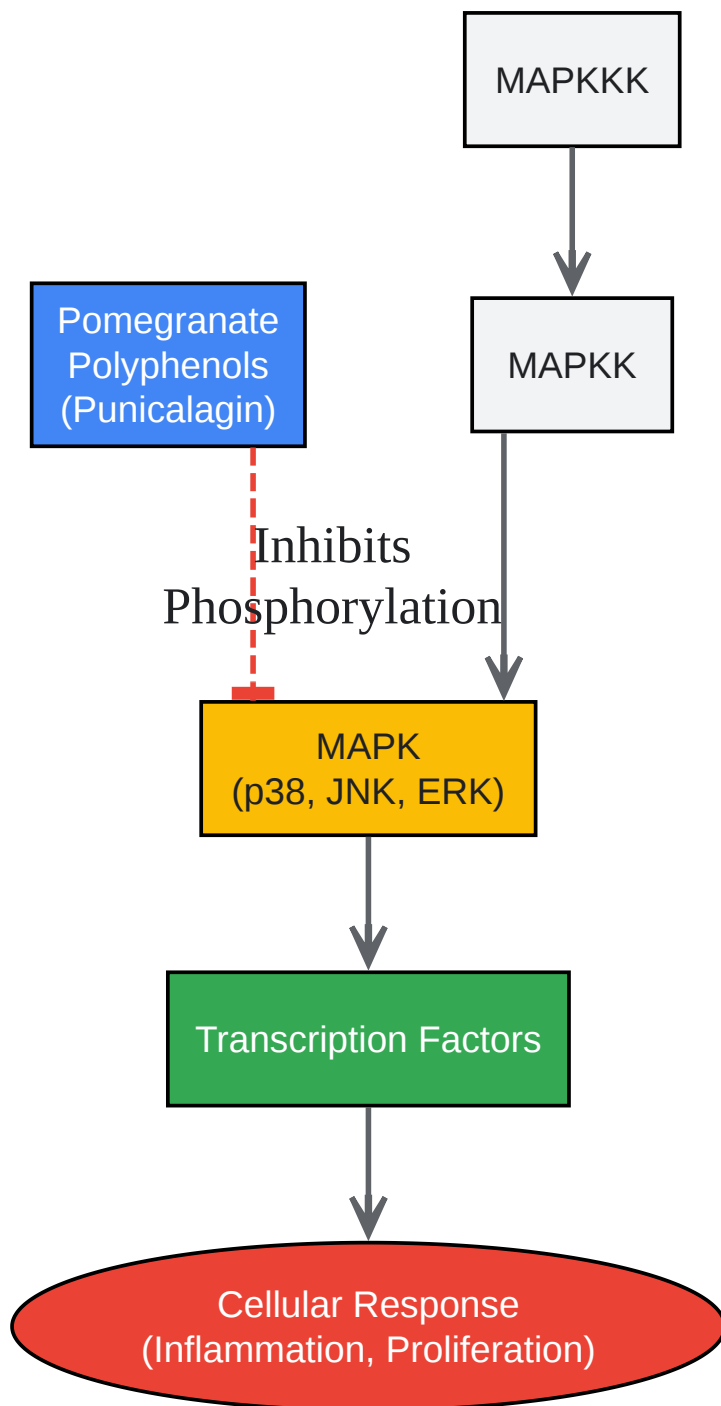 MAPKKK
Pomegranate
Polyphenols
(Punicalagin)
MAPKK
Inhibits
Phosphorylation
MAPK
(p38, JNK, ERK)
Transcription Factors
Cellular Response
(Inflammation, Proliferation)